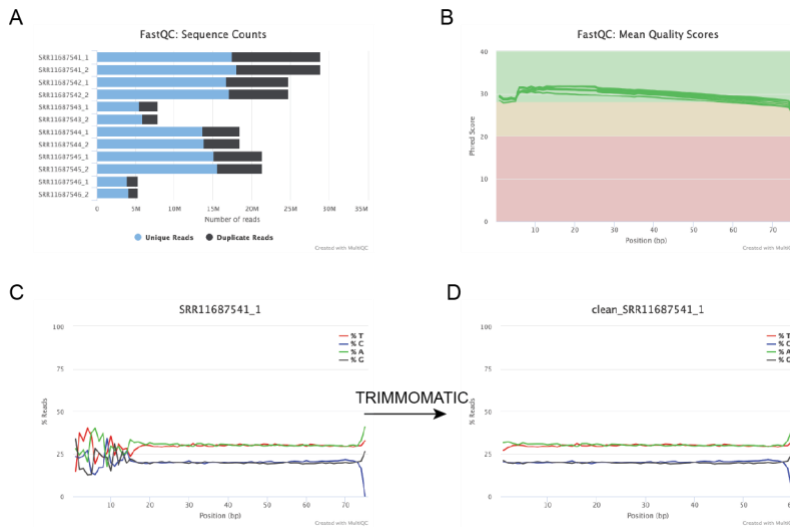 A
FastQC: Sequence Counts
SRR11687541_1
SRR11687541_2
SRR11687542_1
SRR11687542_2
SRR11687543_1
SRR11687543_2
SRR11687544_1
SRR11687544_2
SRR11687545_1
SRR11687545_2
SRR11687546_1
SRR11687546_2
0 5M 10M 15M 20M 25M 30M 35M
Number of reads
Unique Reads Duplicate Reads
Created with MultiQC
B
FastQC: Mean Quality Scores
Phred Score
40
30
20
10
0
10 20 30 40 50 60 70
Position (bp)
Created with MultiQC
C
SRR11687541_1
% T
% C
% A
% G
% Reads
100
75
50
25
0
10 20 30 40 50 60 70
Position (bp)
Created with MultiQC
TRIMMOMATIC
D
clean_SRR11687541_1
% T
% C
% A
% G
% Reads
100
75
50
25
0
10 20 30 40 50
Position (bp)
Created with MultiQC